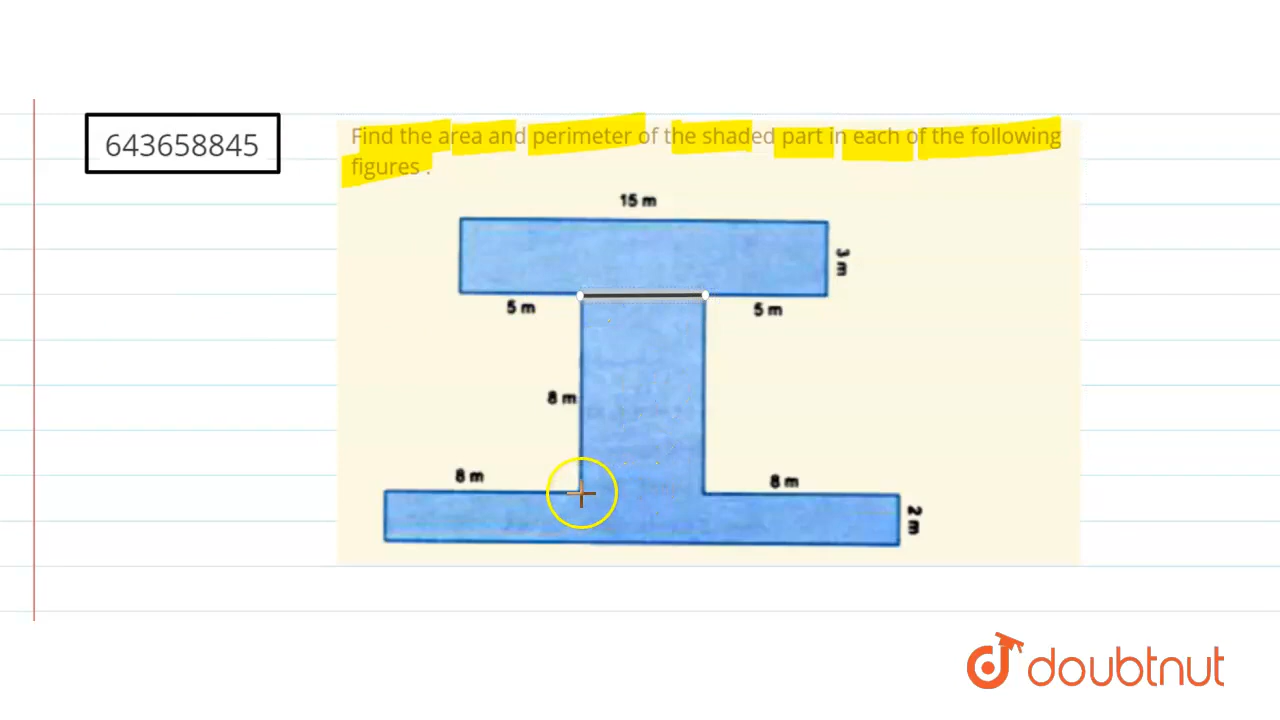 643658845
Find the area and perimeter of the shaded part in each of the following
figures .
15 m
3 m
5 m
5 m
8 m
8 m
8 m
2 m
doubtnut